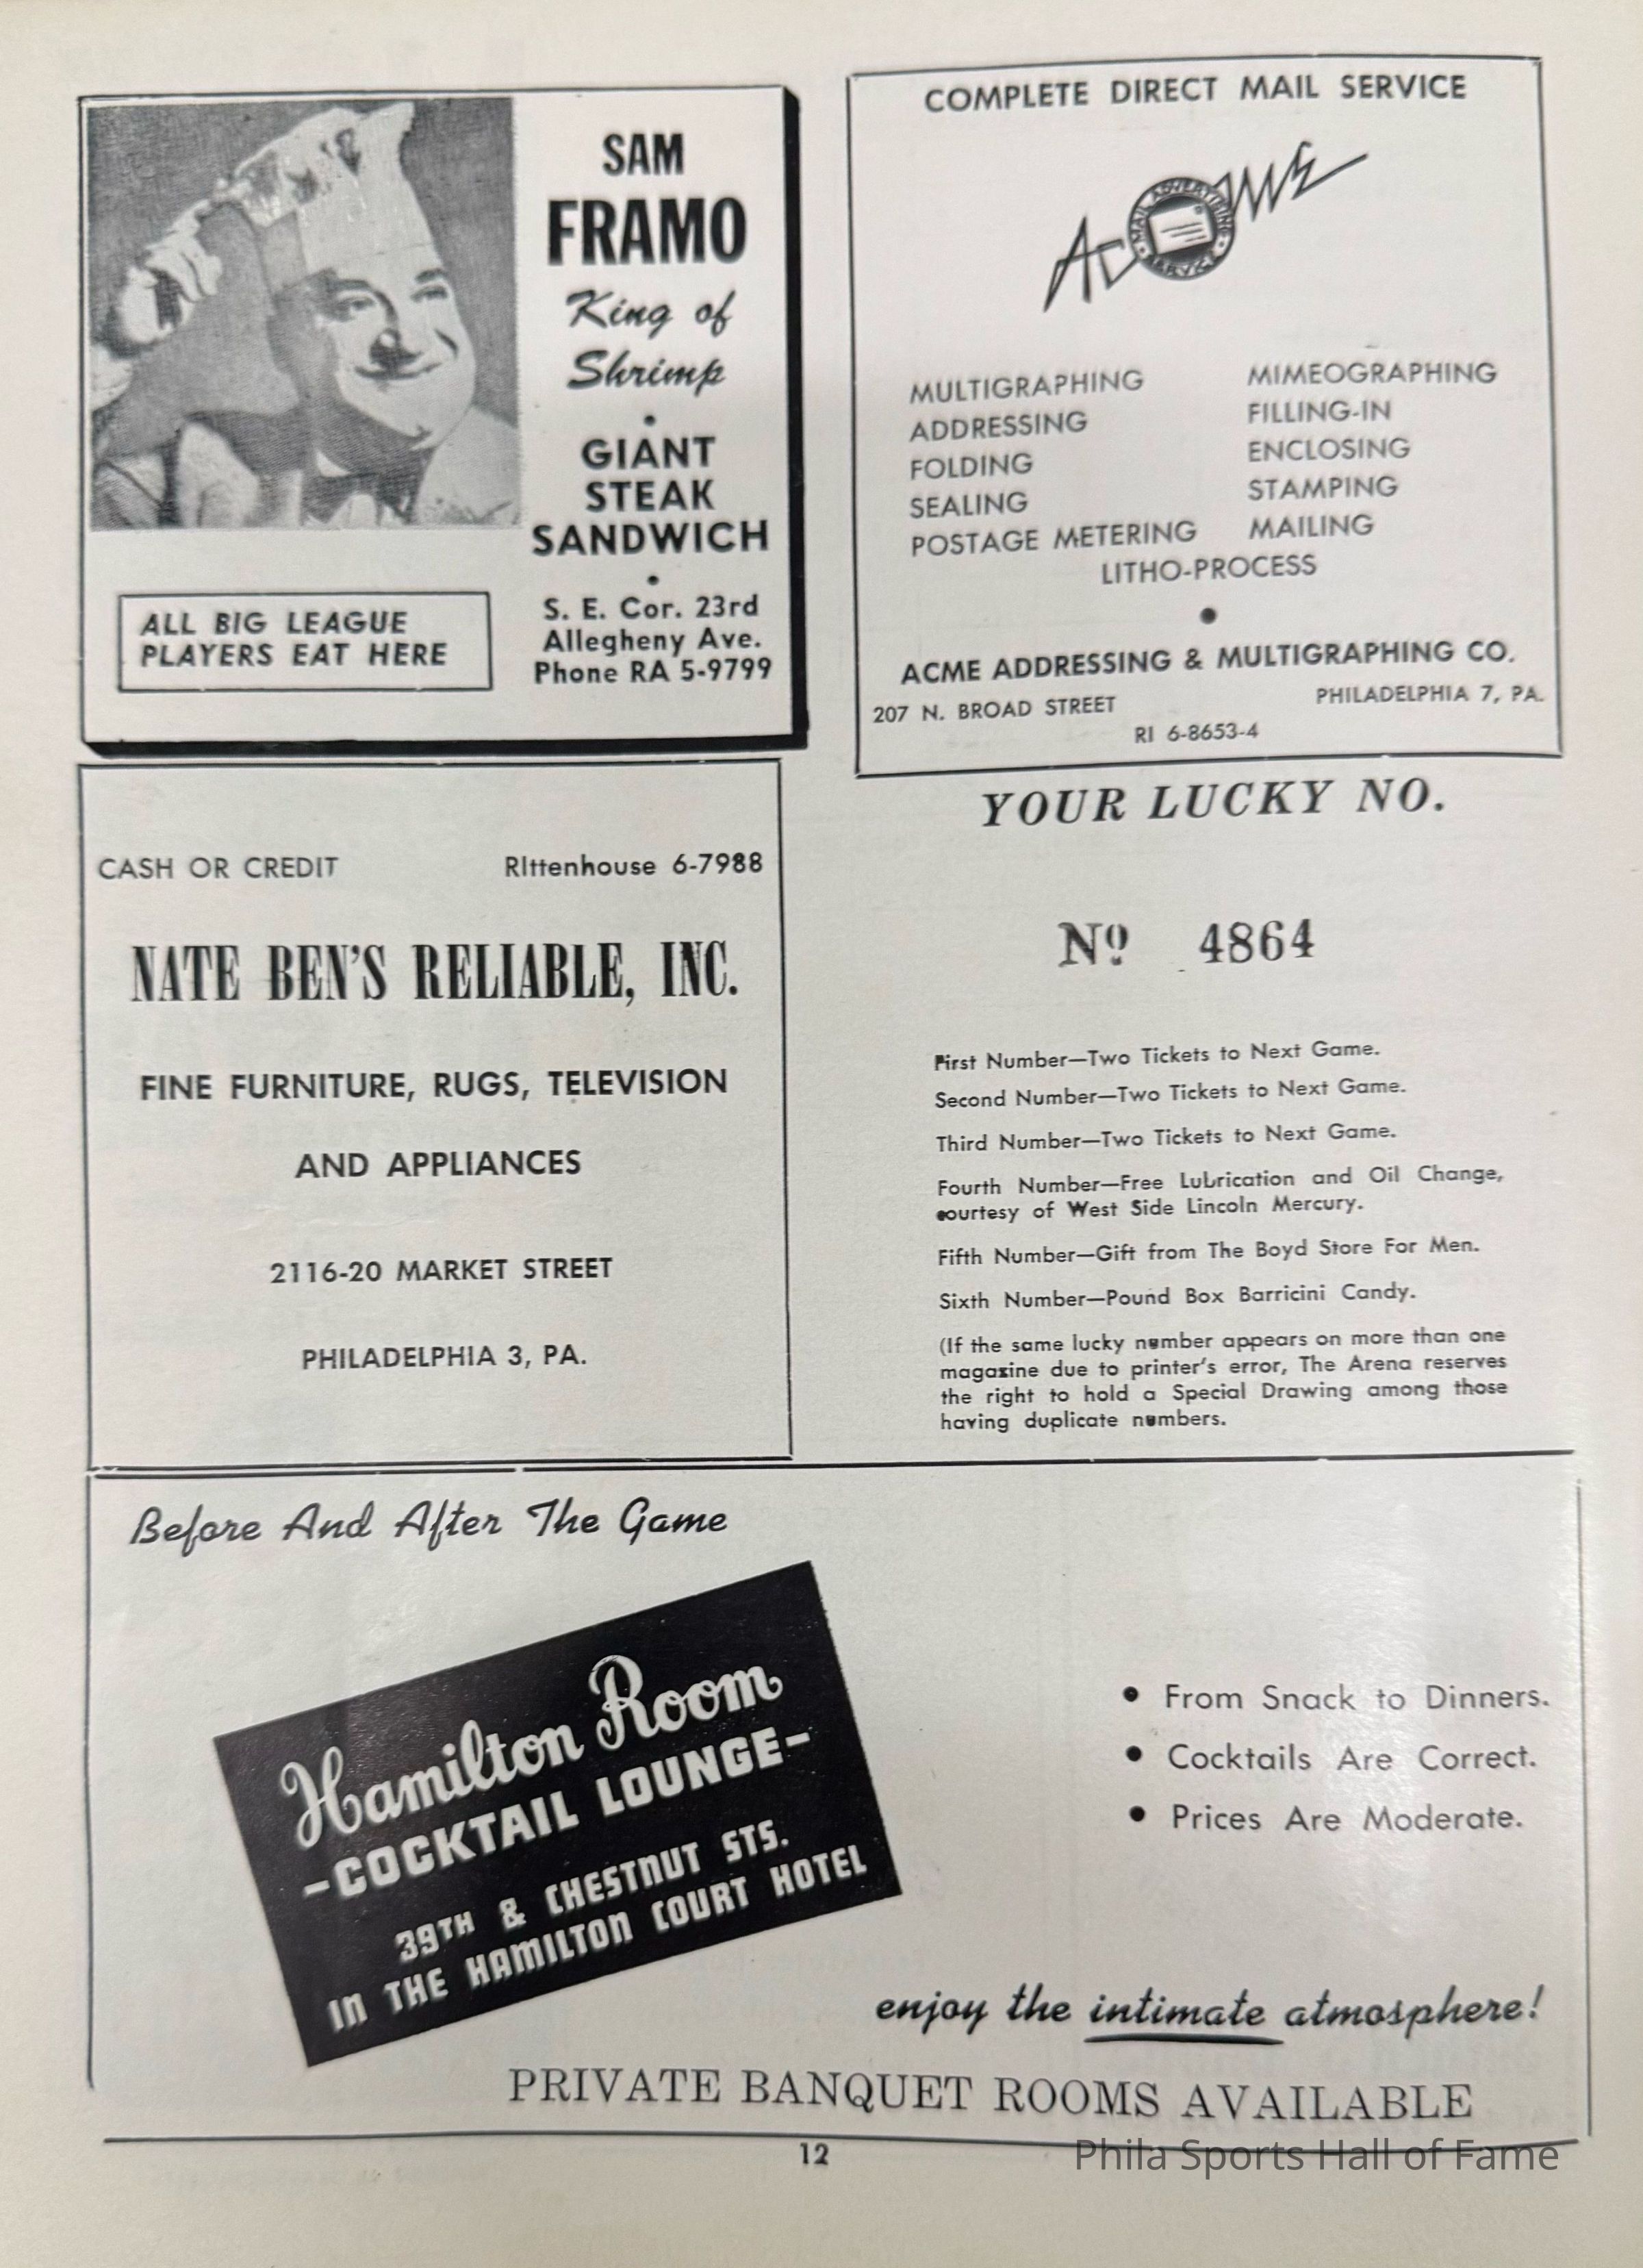 SAM
FRAMO
King of
Shrimp
•
GIANT
STEAK
SANDWICH
•
S. E. Cor. 23rd
Allegheny Ave.
Phone RA 5-9799
ALL BIG LEAGUE
PLAYERS EAT HERE
COMPLETE DIRECT MAIL SERVICE
ACME
MAIL ADVERTISING
SERVICE
MULTIGRAPHING
ADDRESSING
FOLDING
SEALING
POSTAGE METERING
MIMEOGRAPHING
FILLING-IN
ENCLOSING
STAMPING
MAILING
LITHO-PROCESS
•
ACME ADDRESSING & MULTIGRAPHING CO.
207 N. BROAD STREET PHILADELPHIA 7, PA.
RI 6-8653-4
CASH OR CREDIT RIttenhouse 6-7988
NATE BEN'S RELIABLE, INC.
FINE FURNITURE, RUGS, TELEVISION
AND APPLIANCES
2116-20 MARKET STREET
PHILADELPHIA 3, PA.
YOUR LUCKY NO.
Nº 4864
First Number—Two Tickets to Next Game.
Second Number—Two Tickets to Next Game.
Third Number—Two Tickets to Next Game.
Fourth Number—Free Lubrication and Oil Change,
courtesy of West Side Lincoln Mercury.
Fifth Number—Gift from The Boyd Store For Men.
Sixth Number—Pound Box Barricini Candy.
(If the same lucky number appears on more than one
magazine due to printer's error, The Arena reserves
the right to hold a Special Drawing among those
having duplicate numbers.
Before And After The Game
Hamilton Room
-COCKTAIL LOUNGE-
39TH & CHESTNUT STS.
IN THE HAMILTON COURT HOTEL
• From Snack to Dinners.
• Cocktails Are Correct.
• Prices Are Moderate.
enjoy the intimate atmosphere!
PRIVATE BANQUET ROOMS AVAILABLE
12
Phila Sports Hall of Fame